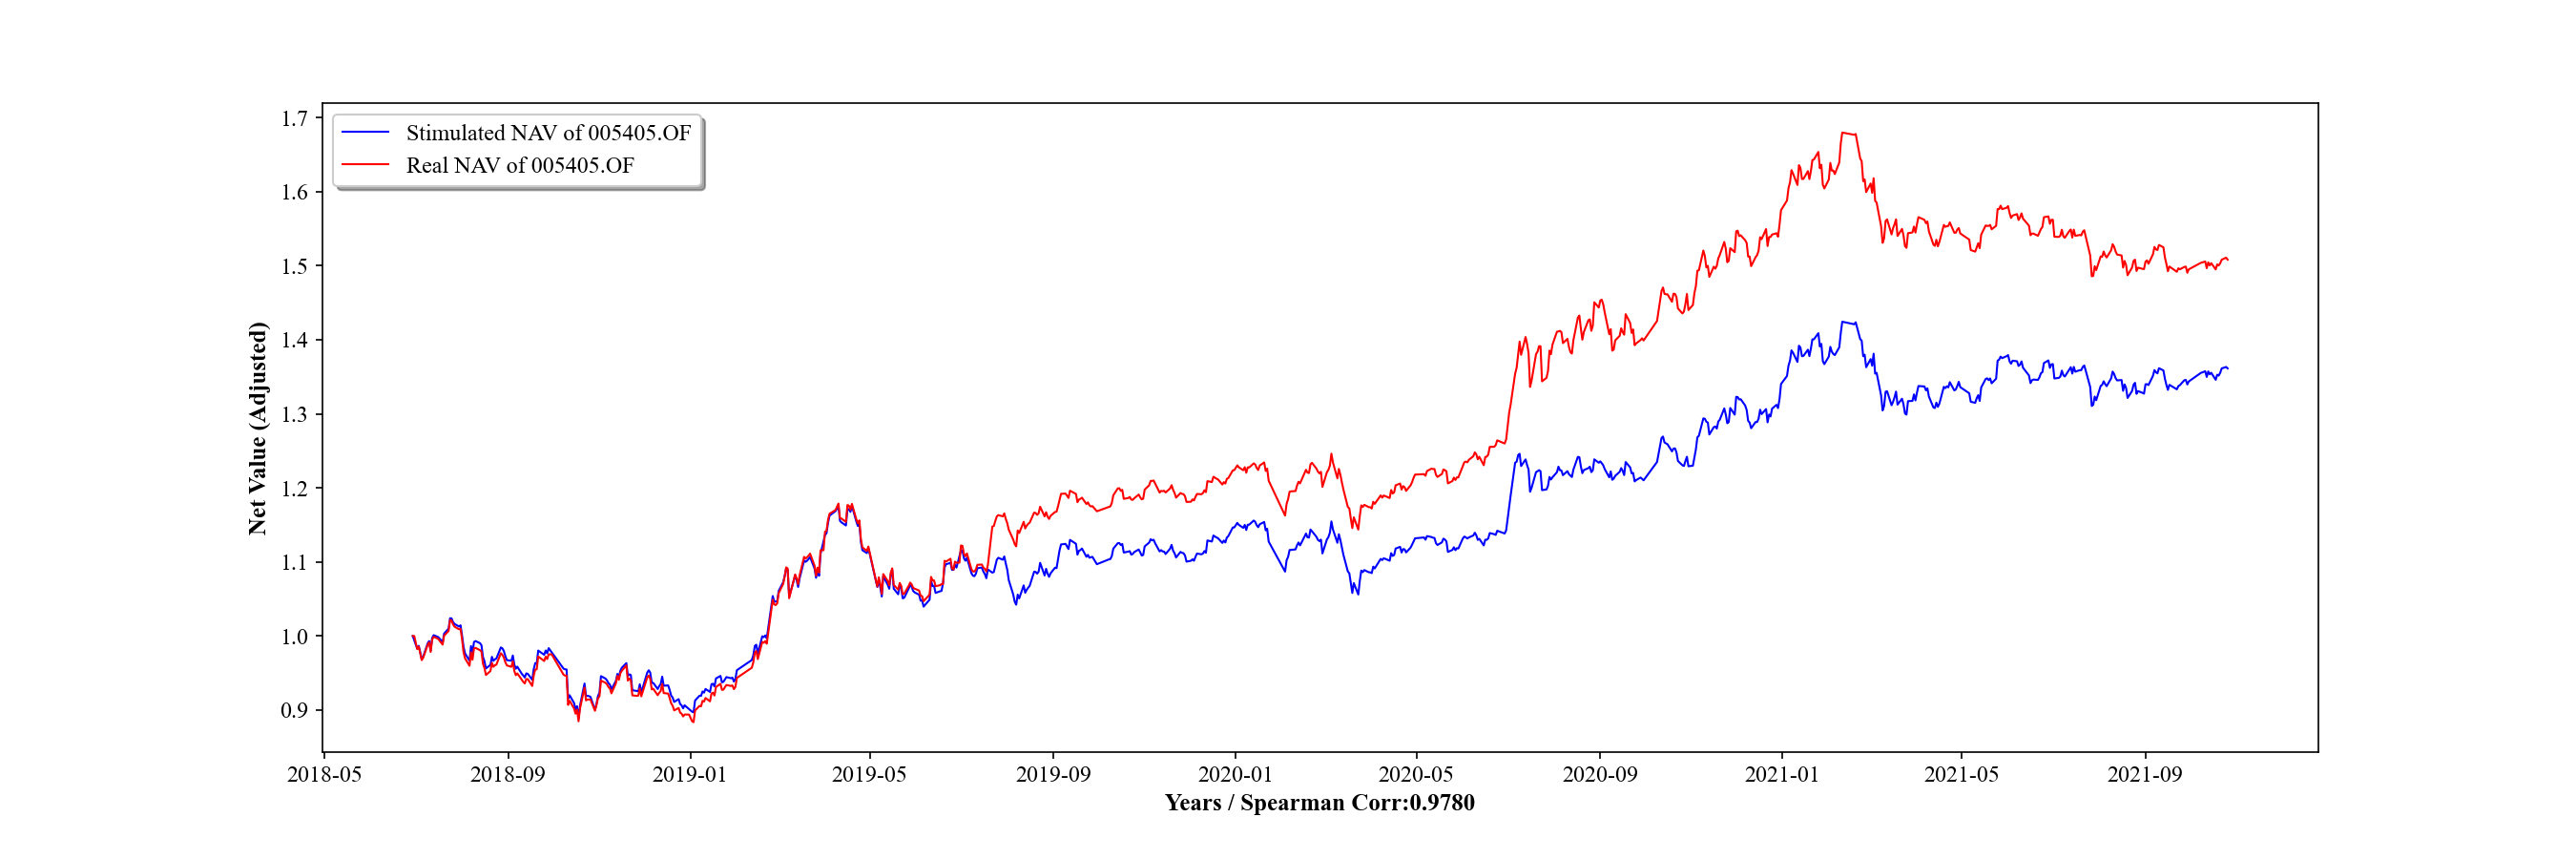 Stimulated NAV of 005405.OF
Real NAV of 005405.OF
Net Value (Adjusted)
1.7
1.6
1.5
1.4
1.3
1.2
1.1
1.0
0.9
2018-05 2018-09 2019-01 2019-05 2019-09 2020-01 2020-05 2020-09 2021-01 2021-05 2021-09
Years / Spearman Corr:0.9780